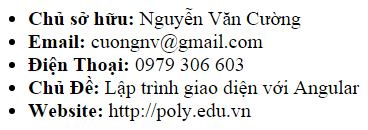 • Chủ sở hữu: Nguyễn Văn Cường
• Email: cuongnv@gmail.com
• Điện Thoại: 0979 306 603
• Chủ Đề: Lập trình giao diện với Angular
• Website: http://poly.edu.vn